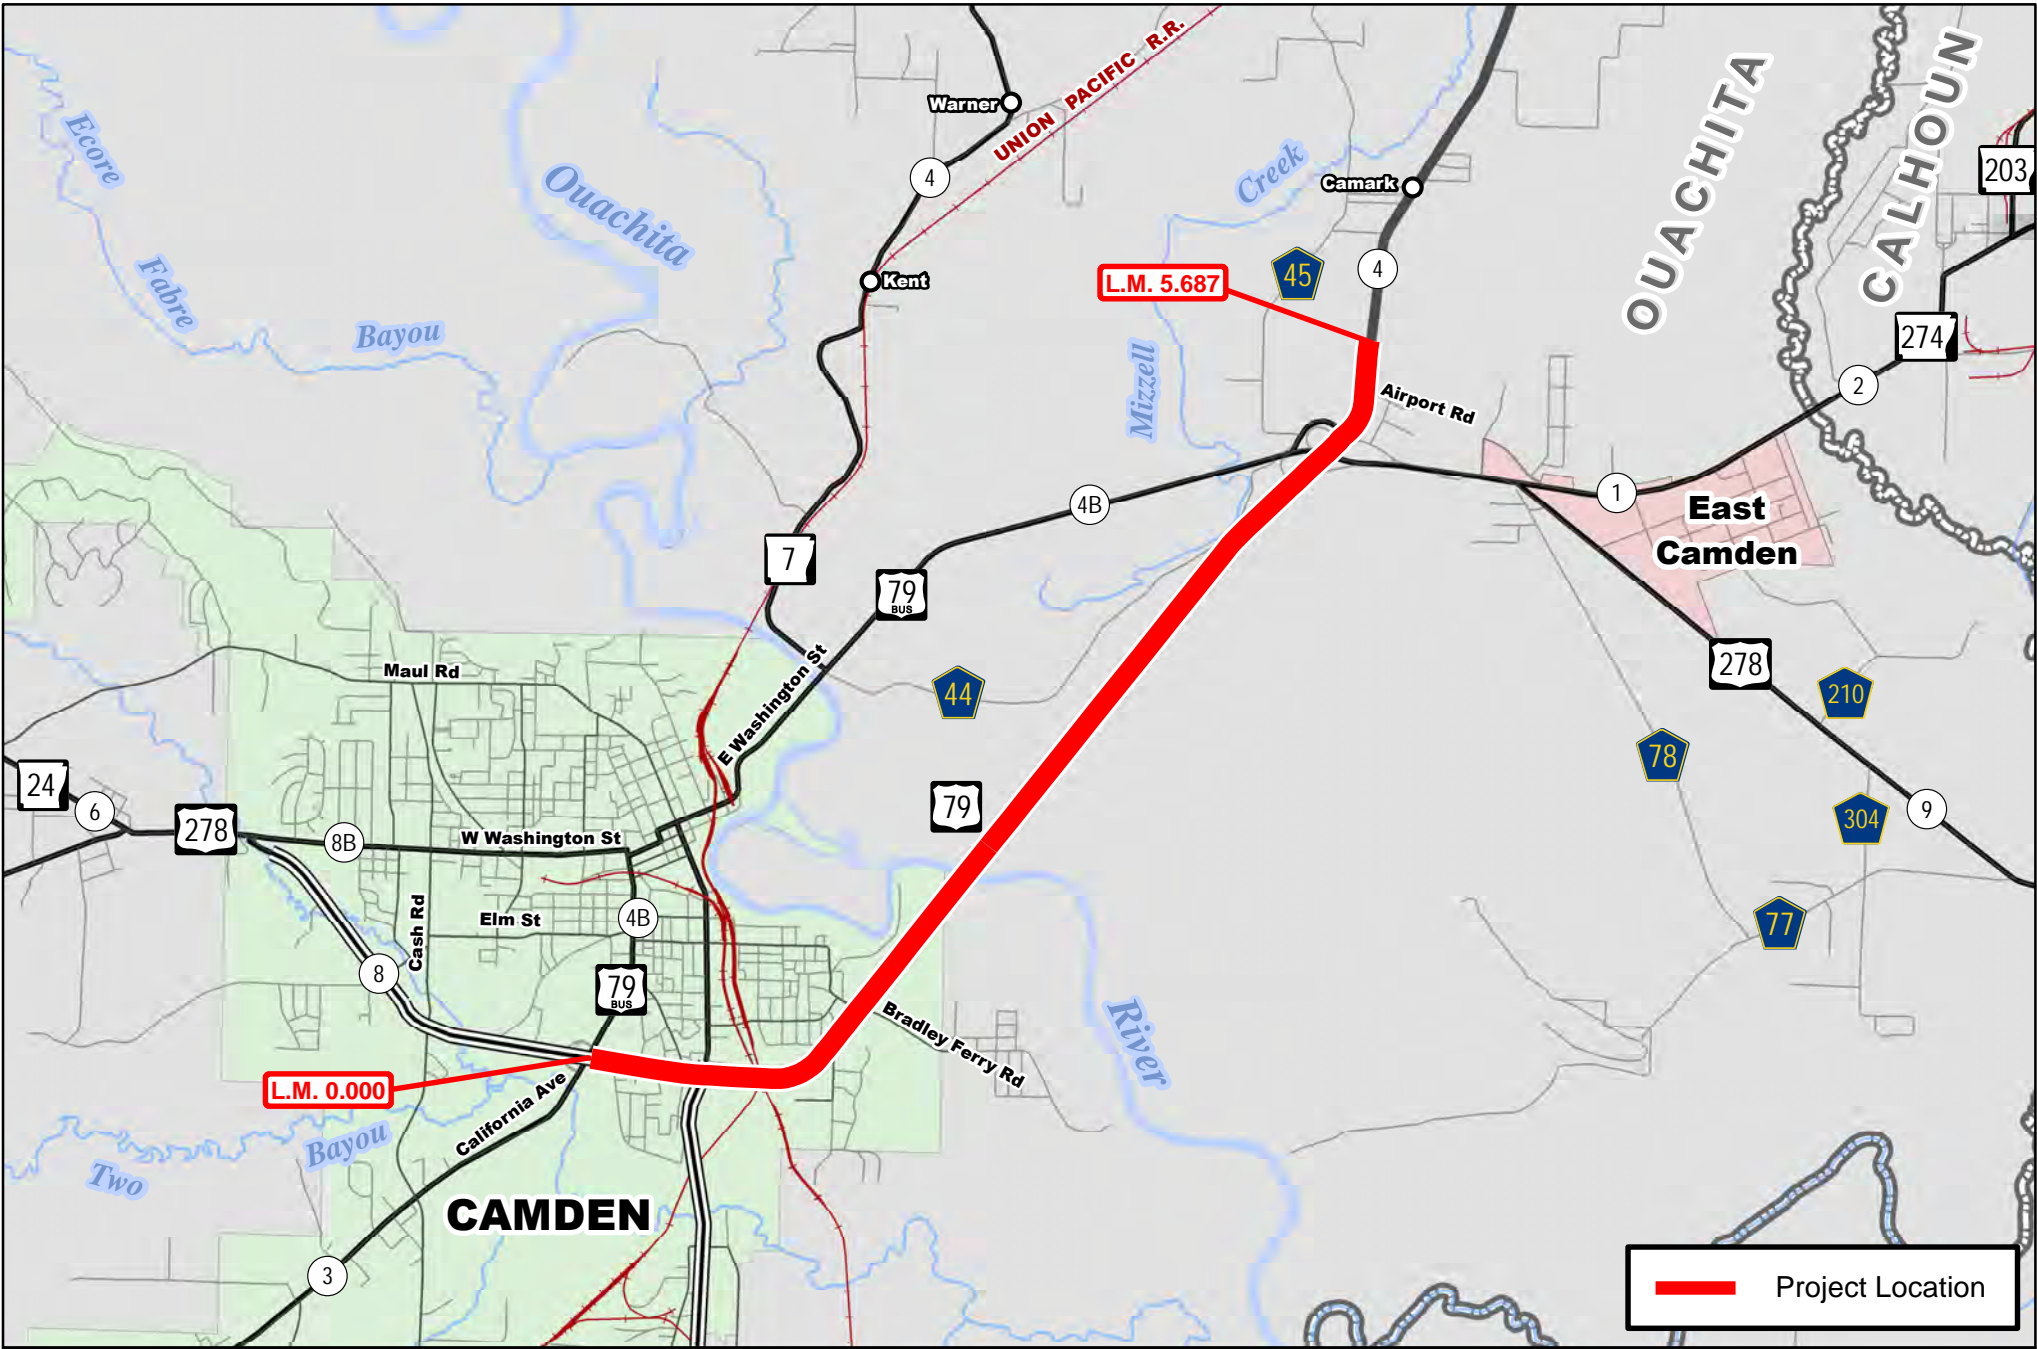 UNION PACIFIC R.R.
Warner
4
Ecore
Fabre
Bayou
Ouachita
Kent
Creek
Camark
45
4
L.M. 5.687
Mizzell
OUACHITA
CALHOUN
203
274
2
Airport Rd
1
East
Camden
4B
7
79
BUS
Maul Rd
E Washington St
44
278
210
78
24
6
278
8B
W Washington St
79
304
9
77
Cash Rd
Elm St
4B
8
79
BUS
Bradley Ferry Rd
River
L.M. 0.000
California Ave
Bayou
Two
CAMDEN
3
Project Location